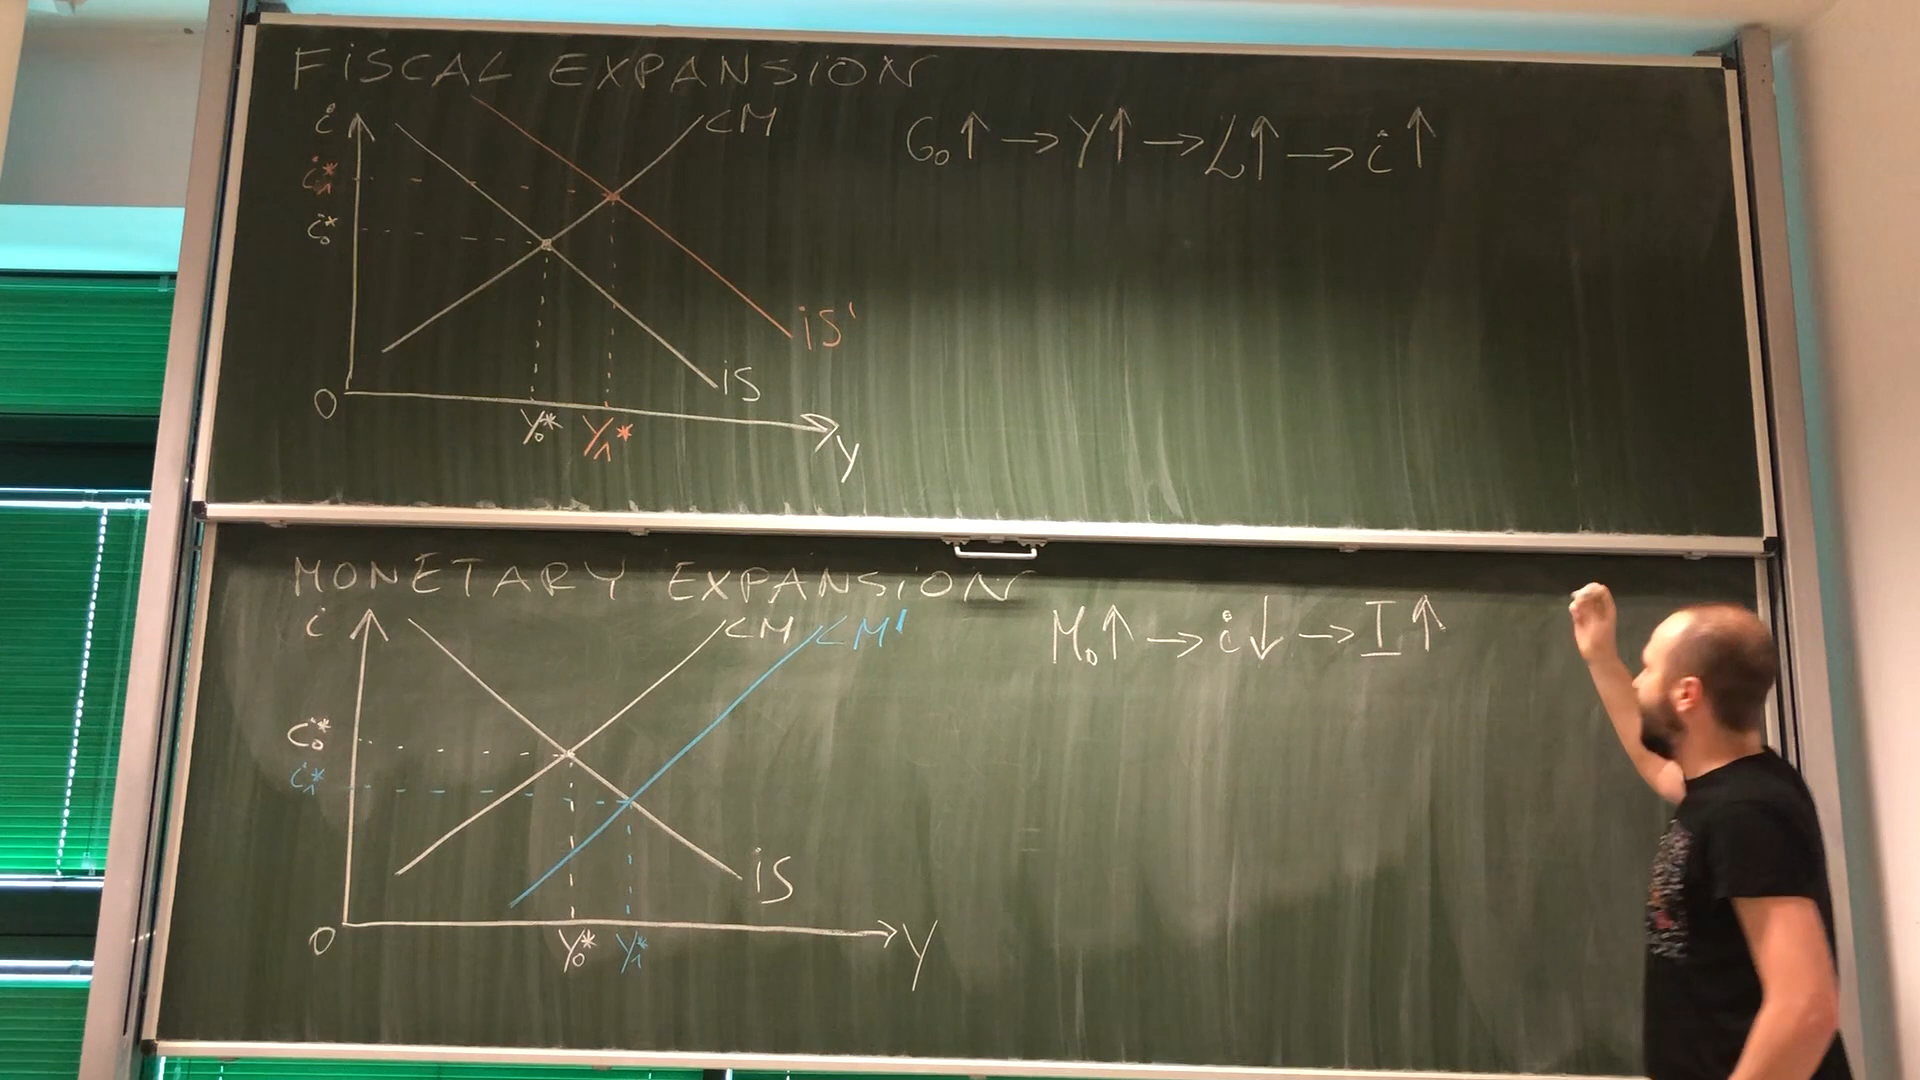 FiSCAL EXPANSiON
i
LM
G₀↑ → Y↑ → L↑ → i↑
i₁*
i₀*
iS'
iS
0
Y₀* Y₁*
Y
MONETARY EXPANSiON
i
LM LM'
M₀↑ → i↓ → I↑
i₀*
i₁*
iS
0
Y₀* Y₁*
Y